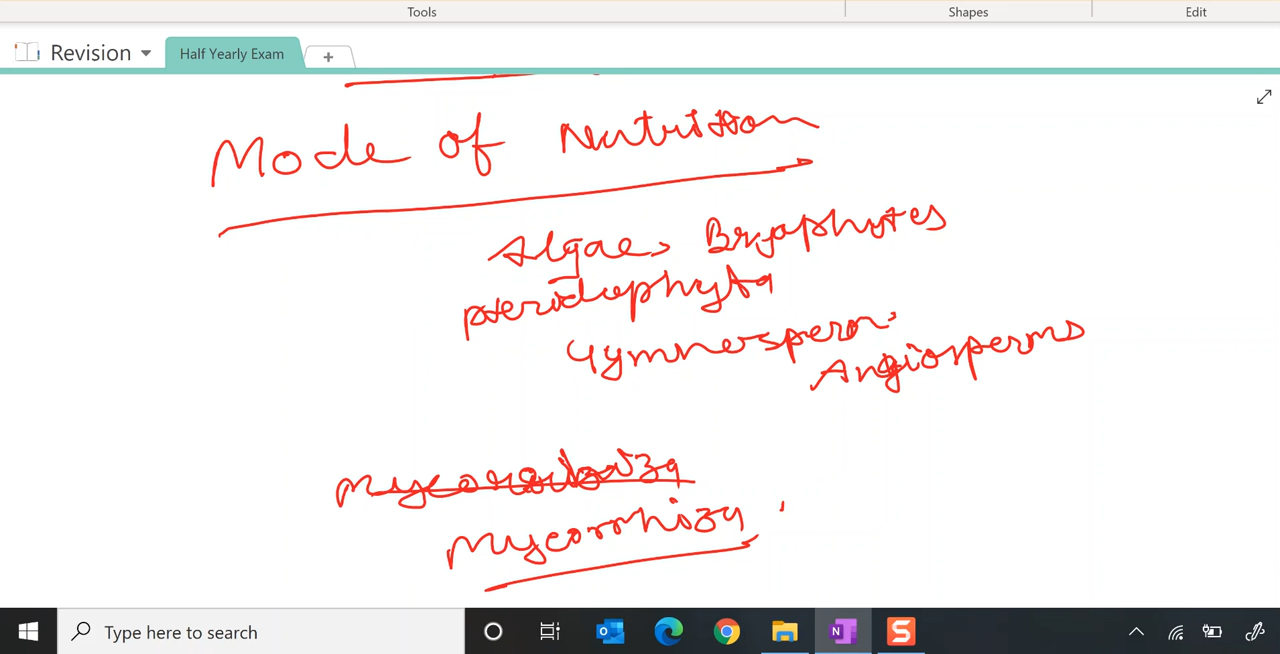 Tools Shapes Edit
Revision Half Yearly Exam +
Mode of Nutrition
Algae, Bryophytes
pteridophyta
Gymnosperm,
Angiosperms
Mycorrhiza
Type here to search